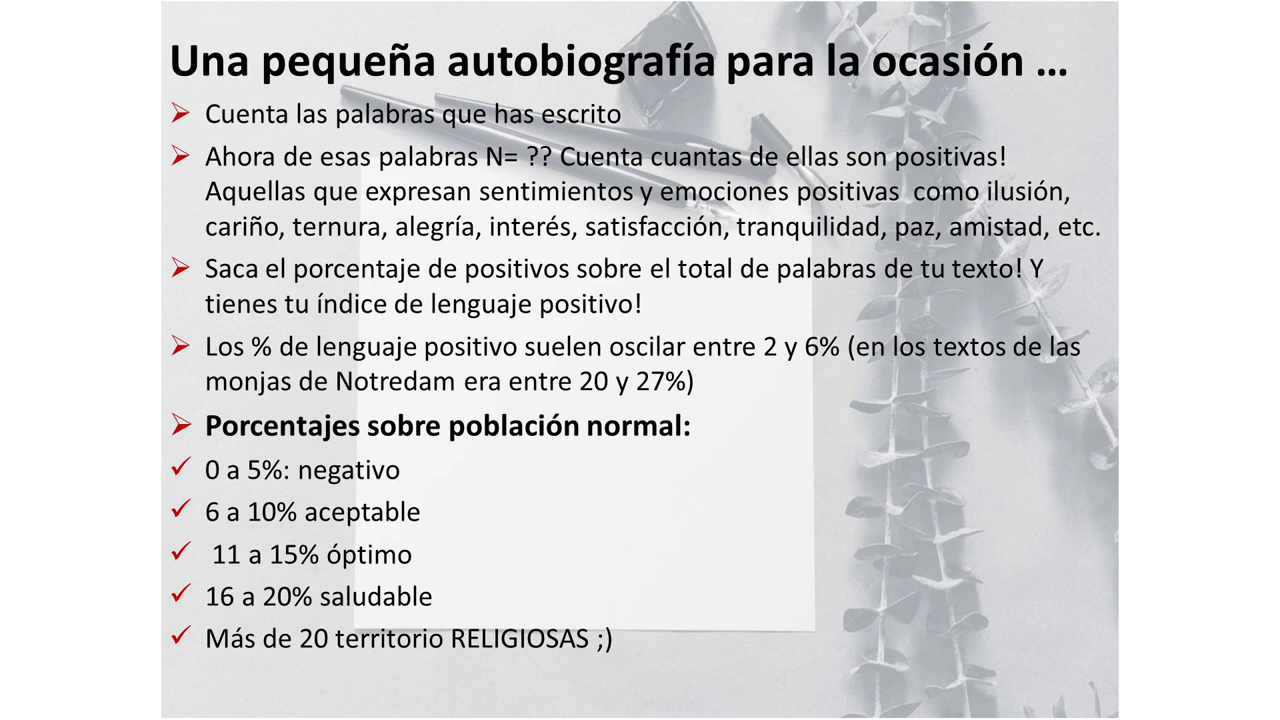 Una pequeña autobiografía para la ocasión …
➢ Cuenta las palabras que has escrito
➢ Ahora de esas palabras N= ?? Cuenta cuantas de ellas son positivas!
Aquellas que expresan sentimientos y emociones positivas como ilusión,
cariño, ternura, alegría, interés, satisfacción, tranquilidad, paz, amistad, etc.
➢ Saca el porcentaje de positivos sobre el total de palabras de tu texto! Y
tienes tu índice de lenguaje positivo!
➢ Los % de lenguaje positivo suelen oscilar entre 2 y 6% (en los textos de las
monjas de Notredam era entre 20 y 27%)
➢ Porcentajes sobre población normal:
✓ 0 a 5%: negativo
✓ 6 a 10% aceptable
✓ 11 a 15% óptimo
✓ 16 a 20% saludable
✓ Más de 20 territorio RELIGIOSAS ;)